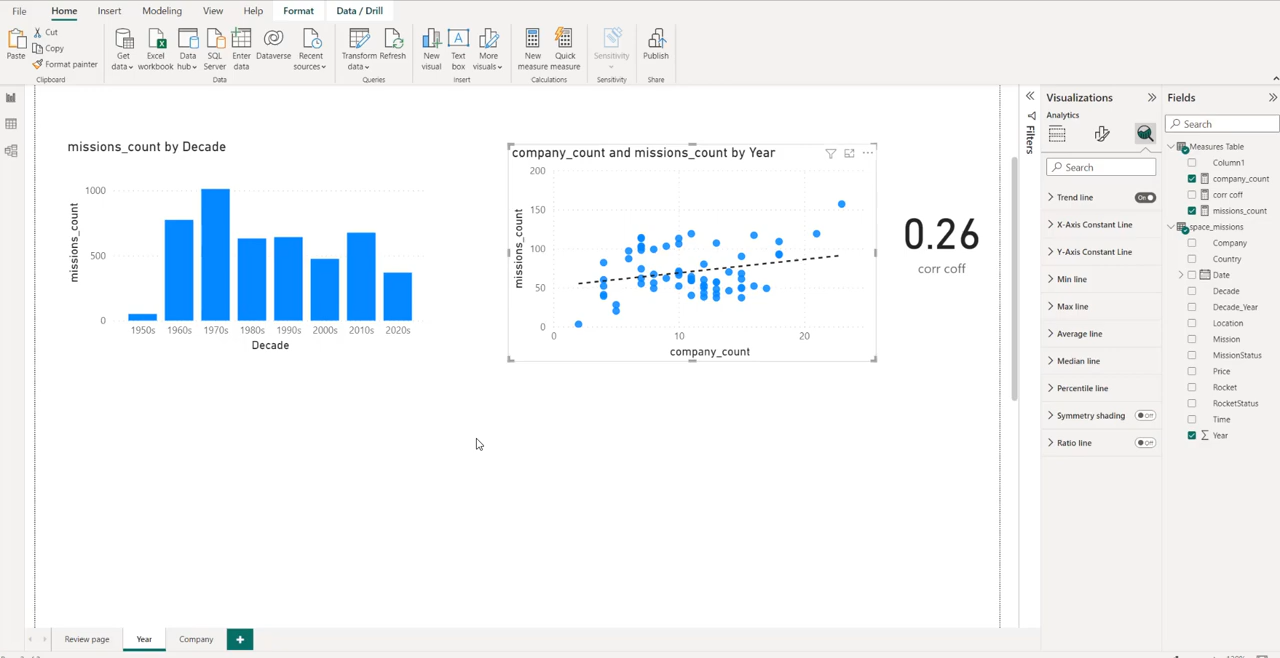 File Home Insert Modeling View Help Format Data / Drill
Paste
Cut
Copy
Format painter
Clipboard
Get data
Excel workbook
Data hub
SQL Server
Enter data
Dataverse
Recent sources
Data
Transform data
Refresh
Queries
New visual
Text box
More visuals
Insert
New measure
Quick measure
Calculations
Sensitivity
Sensitivity
Publish
Share
missions_count by Decade
missions_count
1000
500
0
1950s 1960s 1970s 1980s 1990s 2000s 2010s 2020s
Decade
company_count and missions_count by Year
missions_count
200
150
100
50
0
0 10 20
company_count
0.26
corr coff
Filters
Visualizations
Analytics
Search
Trend line On
X-Axis Constant Line
Y-Axis Constant Line
Min line
Max line
Average line
Median line
Percentile line
Symmetry shading Off
Ratio line Off
Fields
Search
Measures Table
Column1
company_count
corr coff
missions_count
space_missions
Company
Country
Date
Decade
Decade_Year
Location
Mission
MissionStatus
Price
Rocket
RocketStatus
Time
Year
Review page Year Company